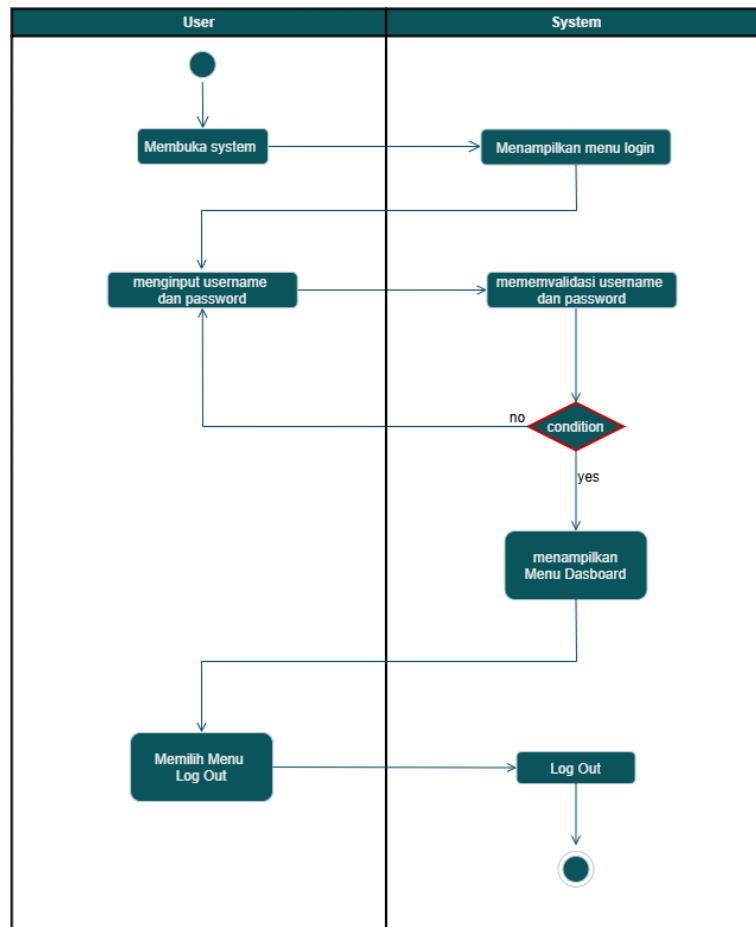 User
System
Membuka system
Menampilkan menu login
menginput username
dan password
mememvalidasi username
dan password
no
condition
yes
menampilkan
Menu Dasboard
Memilih Menu
Log Out
Log Out